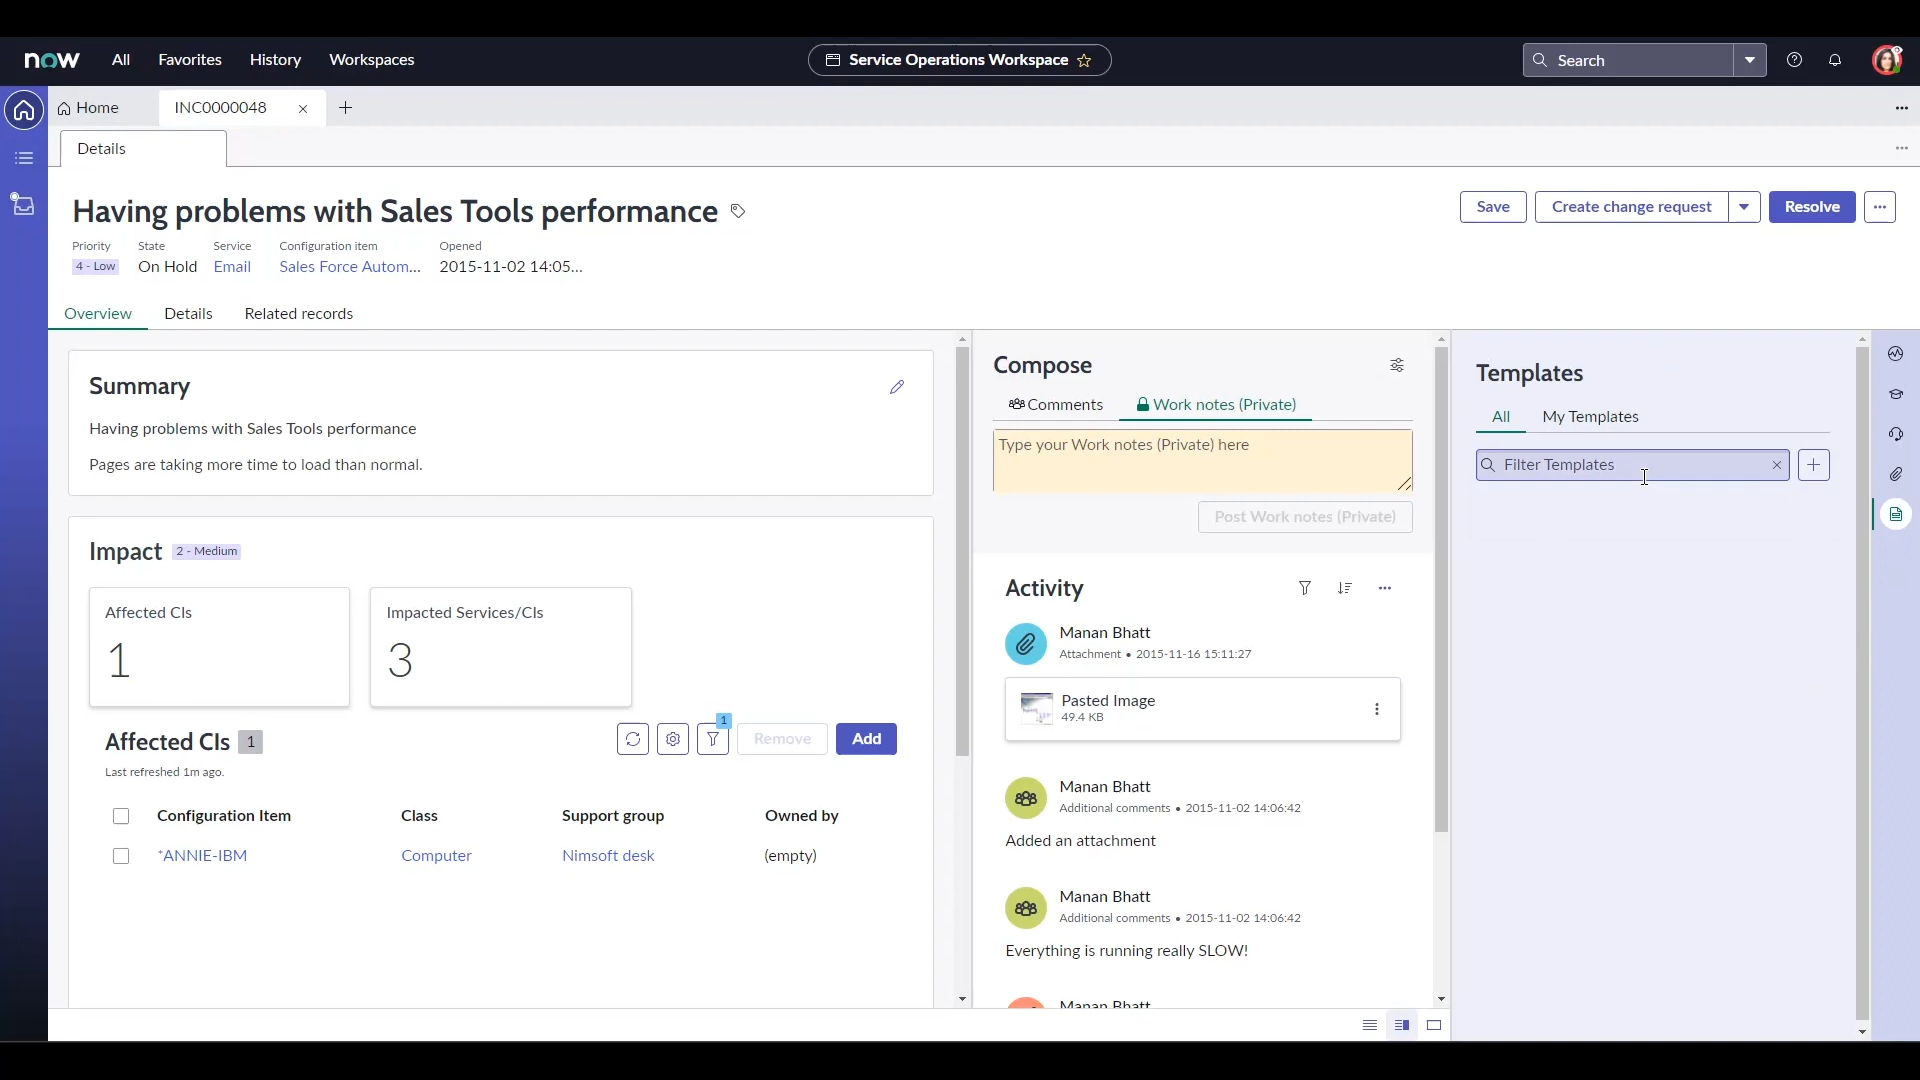 now All Favorites History Workspaces Service Operations Workspace Search
Home INC0000048
Details
Having problems with Sales Tools performance
Save Create change request Resolve
Priority State Service Configuration item Opened
4 - Low On Hold Email Sales Force Autom... 2015-11-02 14:05...
Overview Details Related records
Summary
Having problems with Sales Tools performance
Pages are taking more time to load than normal.
Impact 2 - Medium
Affected CIs
1
Impacted Services/CIs
3
Affected CIs 1
Last refreshed 1m ago.
1
Remove Add
Configuration Item Class Support group Owned by
*ANNIE-IBM Computer Nimsoft desk (empty)
Compose
Comments Work notes (Private)
Type your Work notes (Private) here
Post Work notes (Private)
Activity
Manan Bhatt
Attachment • 2015-11-16 15:11:27
Pasted Image
49.4 KB
Manan Bhatt
Additional comments • 2015-11-02 14:06:42
Added an attachment
Manan Bhatt
Additional comments • 2015-11-02 14:06:42
Everything is running really SLOW!
Manan Bhatt
Templates
All My Templates
Filter Templates